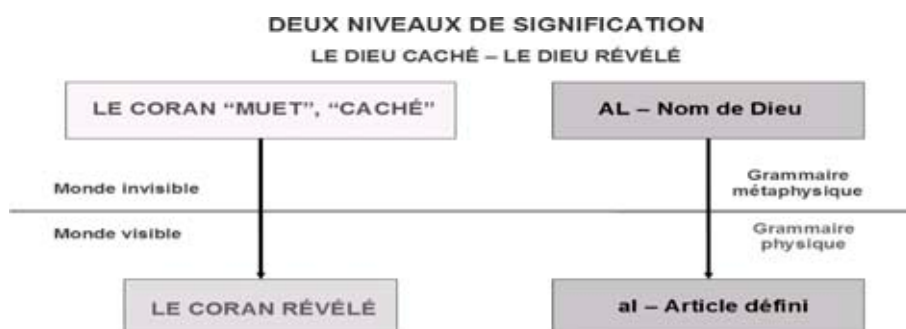 DEUX NIVEAUX DE SIGNIFICATION
LE DIEU CACHÉ – LE DIEU RÉVÉLÉ
LE CORAN “MUET”, “CACHÉ”
AL – Nom de Dieu
Monde invisible
Grammaire
métaphysique
Monde visible
Grammaire
physique
LE CORAN RÉVÉLÉ
al – Article défini